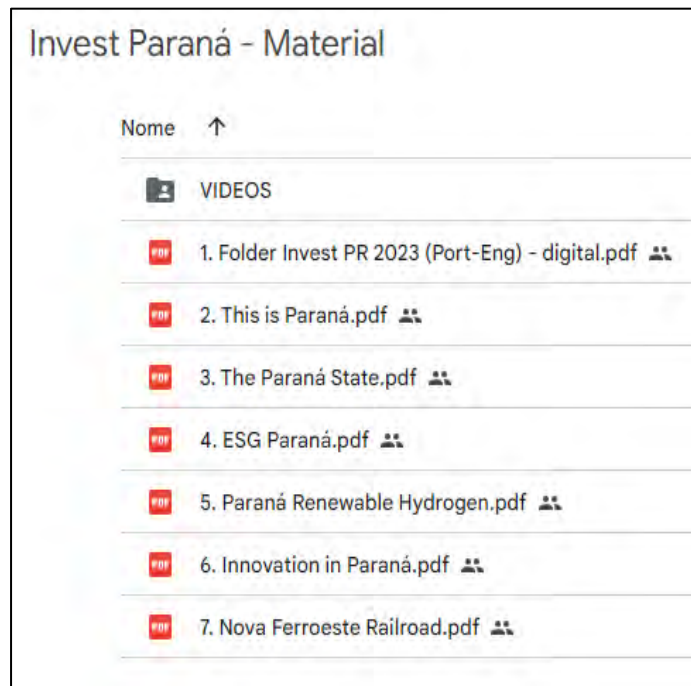 Invest Paraná - Material
Nome
VIDEOS
1. Folder Invest PR 2023 (Port-Eng) - digital.pdf
2. This is Paraná.pdf
3. The Paraná State.pdf
4. ESG Paraná.pdf
5. Paraná Renewable Hydrogen.pdf
6. Innovation in Paraná.pdf
7. Nova Ferroeste Railroad.pdf